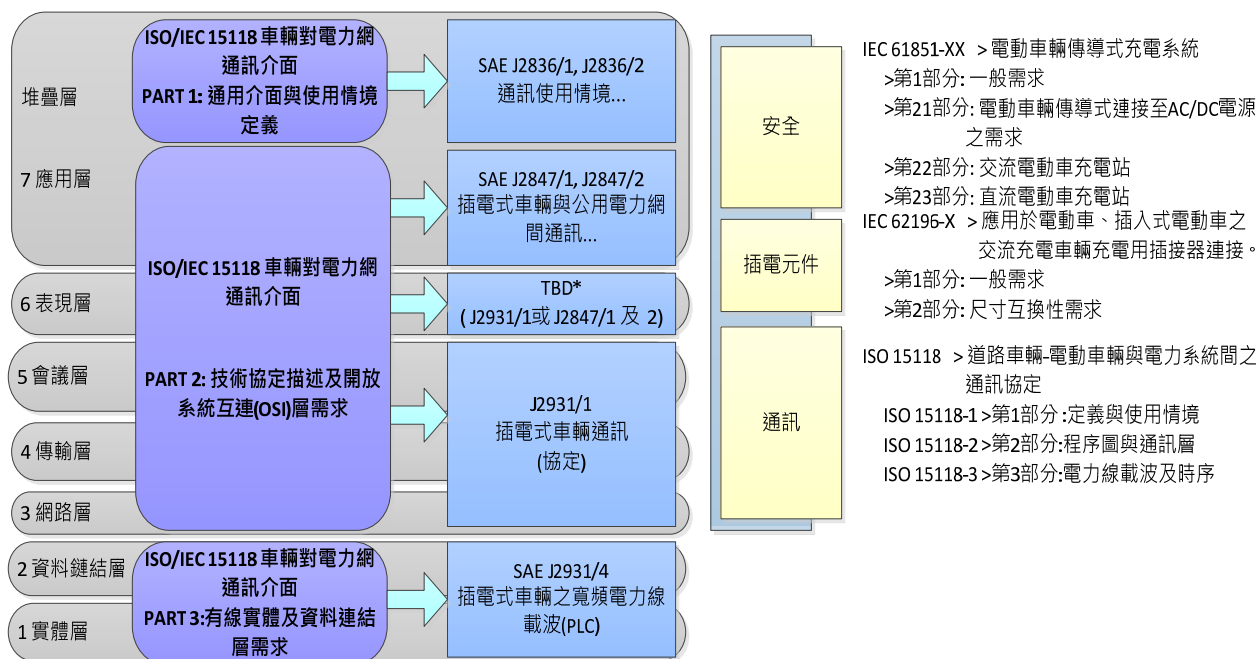 堆疊層
7 應用層
6 表現層
5 會議層
4 傳輸層
3 網路層
2 資料鏈結層
1 實體層
ISO/IEC 15118 車輛對電力網
通訊介面
PART 1: 通用介面與使用情境
定義
ISO/IEC 15118 車輛對電力網
通訊介面
PART 2: 技術協定描述及開放
系統互連(OSI)層需求
ISO/IEC 15118 車輛對電力網
通訊介面
PART 3:有線實體及資料連結
層需求
SAE J2836/1, J2836/2
通訊使用情境...
SAE J2847/1, J2847/2
插電式車輛與公用電力網
間通訊...
TBD*
( J2931/1或 J2847/1 及 2)
J2931/1
插電式車輛通訊
(協定)
SAE J2931/4
插電式車輛之寬頻電力線
載波(PLC)
安全
插電元件
通訊
IEC 61851-XX >電動車輛傳導式充電系統
>第1部分: 一般需求
>第21部分: 電動車輛傳導式連接至AC/DC電源
之需求
>第22部分: 交流電動車充電站
>第23部分: 直流電動車充電站
IEC 62196-X >應用於電動車、插入式電動車之
交流充電車輛充電用插接器連接。
>第1部分: 一般需求
>第2部分: 尺寸互換性需求
ISO 15118 >道路車輛-電動車輛與電力系統間之
通訊協定
ISO 15118-1 >第1部分:定義與使用情境
ISO 15118-2 >第2部分:程序圖與通訊層
ISO 15118-3 >第3部分:電力線載波及時序